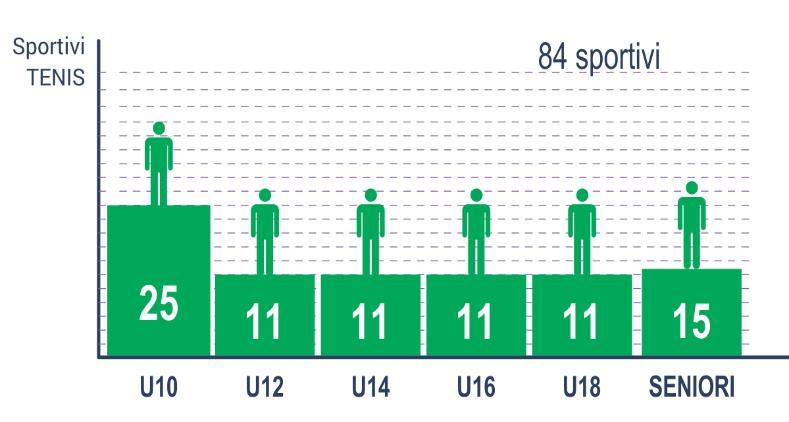 Sportivi
TENIS
84 sportivi
25
11
11
11
11
15
U10
U12
U14
U16
U18
SENIORI